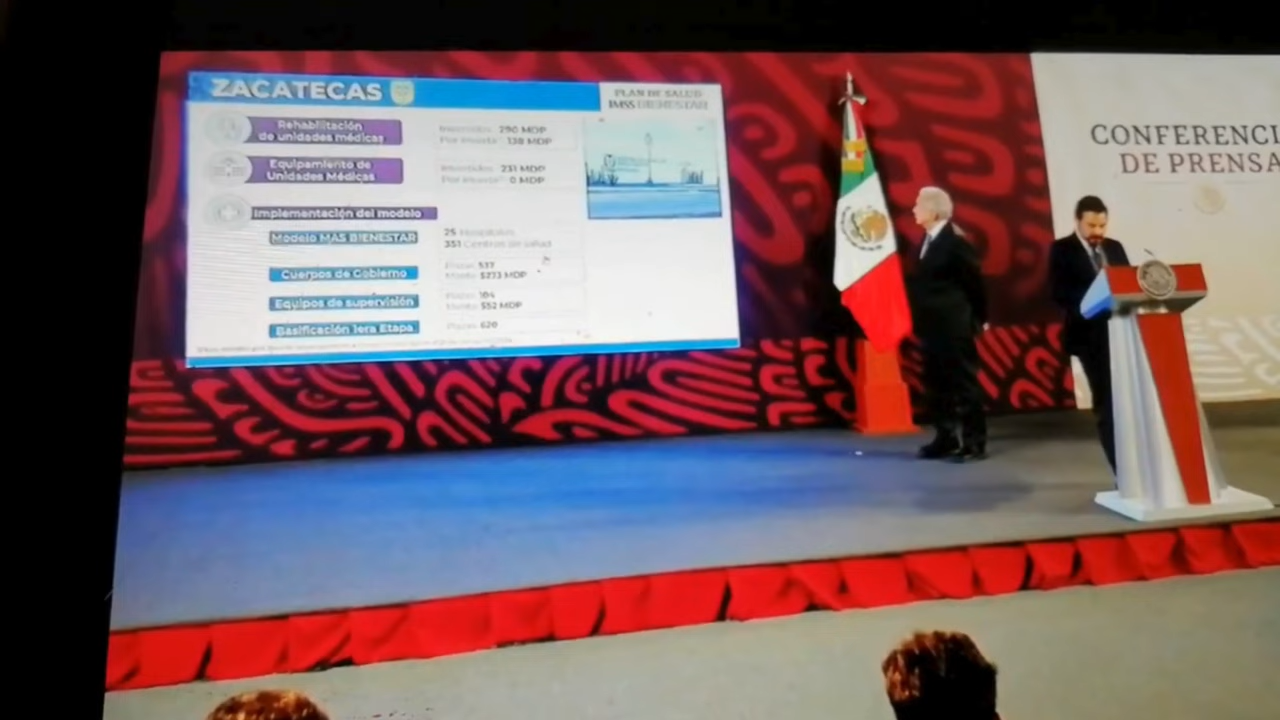 ZACATECAS
PLAN DE SALUD
IMSS BIENESTAR
Rehabilitación
de unidades médicas
Invertidos: 290 MDP
Por invertir: 138 MDP
Equipamiento de
Unidades Médicas
Invertidos: 231 MDP
Por invertir: 0 MDP
Implementación del modelo
Modelo MAS BIENESTAR
25 Hospitales
351 Centros de salud
Cuerpos de Gobierno
Plazas: 537
Monto: $273 MDP
Equipos de supervisión
Plazas: 104
Monto: $52 MDP
Basificación 1era Etapa
Plazas: 620
CONFERENCI
DE PRENSA